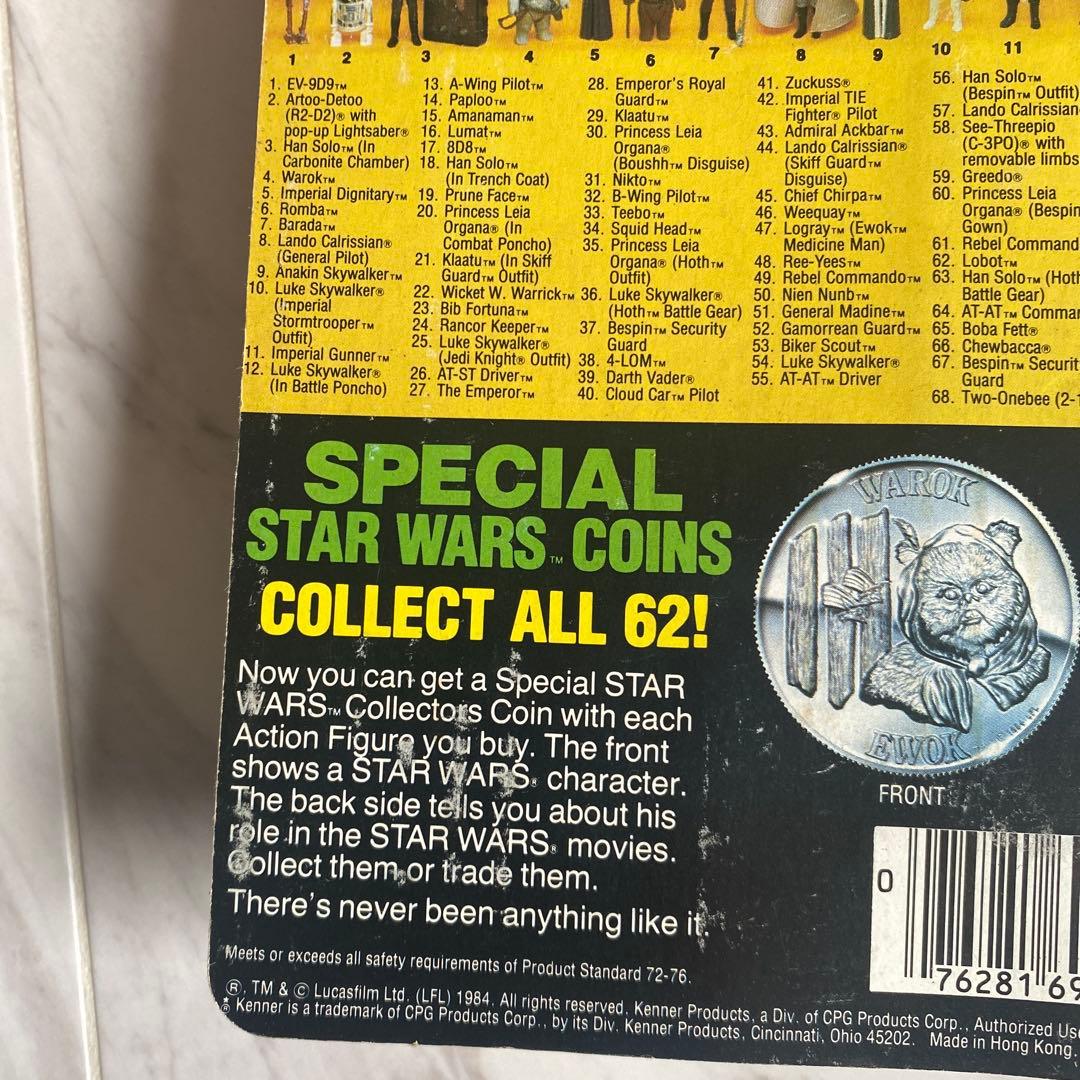 1 2 3 4 5 6 7 8 9 10 11
1. EV-9D9™
2. Artoo-Detoo
(R2-D2)® with
pop-up Lightsaber®
3. Han Solo™ (In
Carbonite Chamber)
4. Warok™
5. Imperial Dignitary™
6. Romba™
7. Barada™
8. Lando Calrissian®
(General Pilot)
9. Anakin Skywalker™
10. Luke Skywalker®
(Imperial
Stormtrooper™
Outfit)
11. Imperial Gunner™
12. Luke Skywalker®
(In Battle Poncho)
13. A-Wing Pilot™
14. Paploo™
15. Amanaman™
16. Lumat™
17. 8D8™
18. Han Solo™
(In Trench Coat)
19. Prune Face™
20. Princess Leia
Organa® (In
Combat Poncho)
21. Klaatu™ (In Skiff
Guard™ Outfit)
22. Wicket W. Warrick™
23. Bib Fortuna™
24. Rancor Keeper™
25. Luke Skywalker®
(Jedi Knight® Outfit)
26. AT-ST Driver™
27. The Emperor™
28. Emperor's Royal
Guard™
29. Klaatu™
30. Princess Leia
Organa®
(Boushh™ Disguise)
31. Nikto™
32. B-Wing Pilot™
33. Teebo™
34. Squid Head™
35. Princess Leia
Organa® (Hoth™
Outfit)
36. Luke Skywalker®
(Hoth™ Battle Gear)
37. Bespin™ Security
Guard
38. 4-LOM™
39. Darth Vader®
40. Cloud Car™ Pilot
41. Zuckuss®
42. Imperial TIE
Fighter® Pilot
43. Admiral Ackbar™
44. Lando Calrissian®
(Skiff Guard™
Disguise)
45. Chief Chirpa™
46. Weequay™
47. Logray™ (Ewok™
Medicine Man)
48. Ree-Yees™
49. Rebel Commando™
50. Nien Nunb™
51. General Madine™
52. Gamorrean Guard™
53. Biker Scout™
54. Luke Skywalker®
55. AT-AT™ Driver
56. Han Solo™
(Bespin™ Outfit)
57. Lando Calrissian
58. See-Threepio
(C-3PO)® with
removable limbs
59. Greedo®
60. Princess Leia
Organa® (Bespin
Gown)
61. Rebel Command
62. Lobot™
63. Han Solo™ (Hoth
Battle Gear)
64. AT-AT™ Comman
65. Boba Fett®
66. Chewbacca®
67. Bespin™ Securit
Guard
68. Two-Onebee (2-1
SPECIAL
STAR WARS™ COINS
COLLECT ALL 62!
Now you can get a Special STAR
WARS™ Collectors Coin with each
Action Figure you buy. The front
shows a STAR WARS® character.
The back side tells you about his
role in the STAR WARS® movies.
Collect them or trade them.
There's never been anything like it.
WAROK
EWOK
FRONT
0 76281 69
Meets or exceeds all safety requirements of Product Standard 72-76.
®, TM & © Lucasfilm Ltd. (LFL) 1984. All rights reserved. Kenner Products, a Div. of CPG Products Corp., Authorized Use
® Kenner is a trademark of CPG Products Corp., by its Div. Kenner Products, Cincinnati, Ohio 45202. Made in Hong Kong.